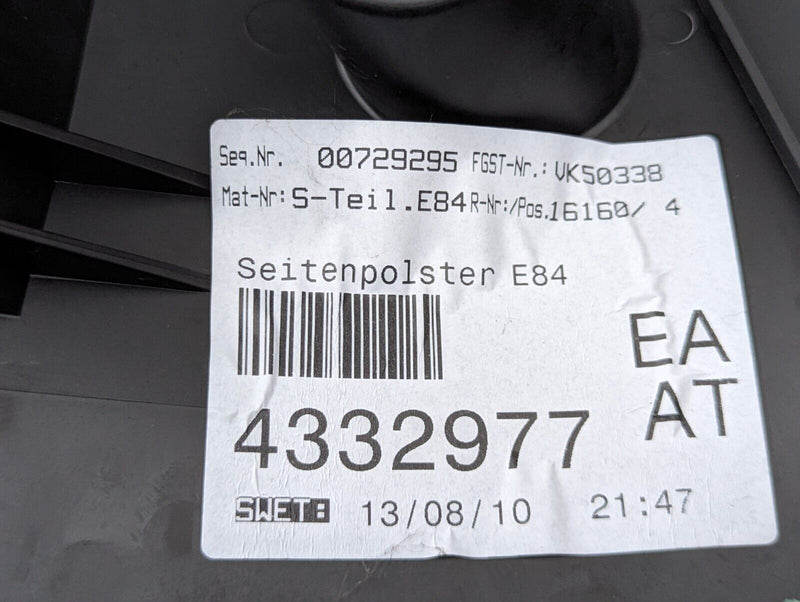 Seq.Nr. 00729295 FGST-Nr.: VK50338
Mat-Nr: S-Teil.E84 R-Nr:/Pos.16160/ 4
Seitenpolster E84
EA
AT
4332977
SWET: 13/08/10 21:47